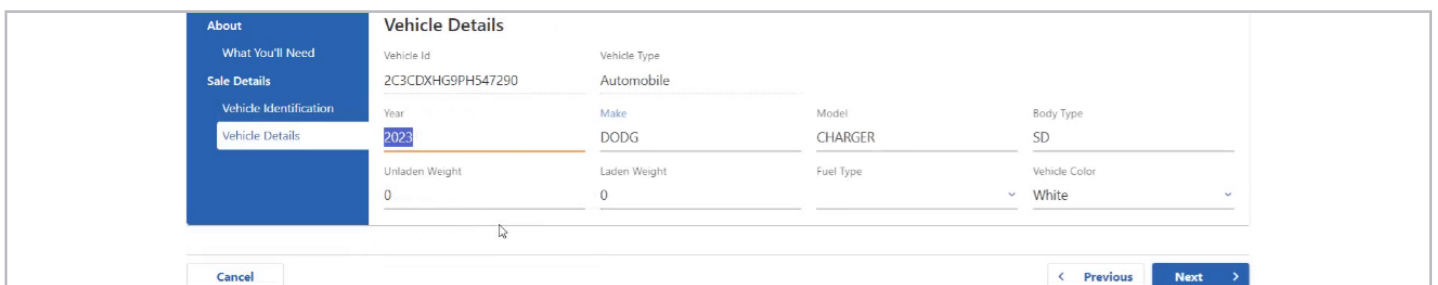 About
What You'll Need
Sale Details
Vehicle Identification
Vehicle Details
Vehicle Details
Vehicle Id Vehicle Type
2C3CDXHG9PH547290 Automobile
Year Make Model Body Type
2023 DODG CHARGER SD
Unladen Weight Laden Weight Fuel Type Vehicle Color
0 0 White
Cancel Previous Next